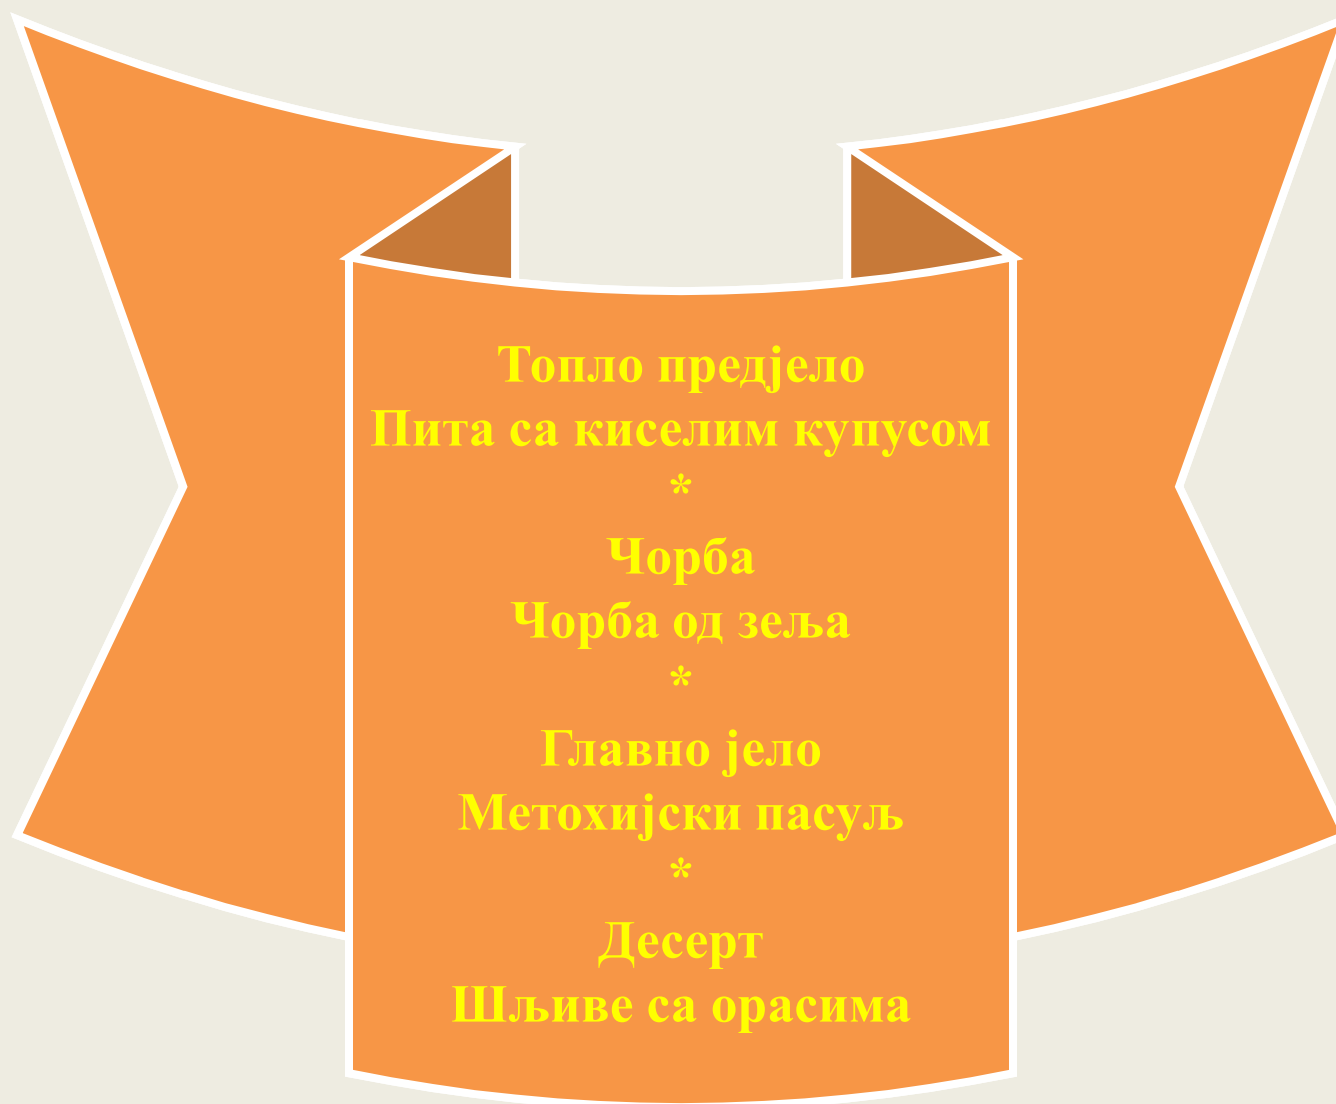 Топло предјело
Пита са киселим купусом
*
Чорба
Чорба од зеља
*
Главно јело
Метохијски пасуљ
*
Десерт
Шљиве са орасима